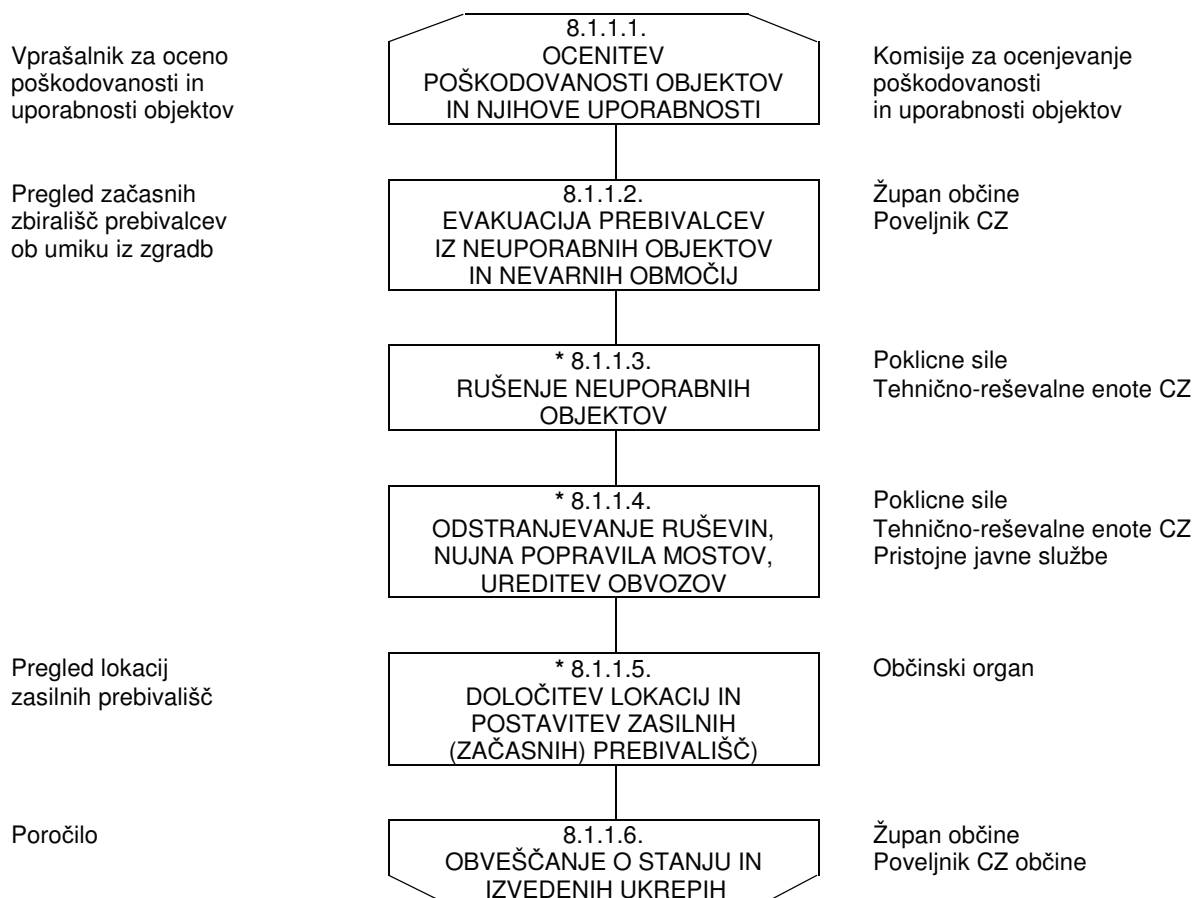 Vprašalnik za oceno
poškodovanosti in
uporabnosti objektov
8.1.1.1.
OCENITEV
POŠKODOVANOSTI OBJEKTOV
IN NJIHOVE UPORABNOSTI
Komisije za ocenjevanje
poškodovanosti
in uporabnosti objektov
Pregled začasnih
zbirališč prebivalcev
ob umiku iz zgradb
8.1.1.2.
EVAKUACIJA PREBIVALCEV
IZ NEUPORABNIH OBJEKTOV
IN NEVARNIH OBMOČIJ
Župan občine
Poveljnik CZ
* 8.1.1.3.
RUŠENJE NEUPORABNIH
OBJEKTOV
Poklicne sile
Tehnično-reševalne enote CZ
* 8.1.1.4.
ODSTRANJEVANJE RUŠEVIN,
NUJNA POPRAVILA MOSTOV,
UREDITEV OBVOZOV
Poklicne sile
Tehnično-reševalne enote CZ
Pristojne javne službe
Pregled lokacij
zasilnih prebivališč
* 8.1.1.5.
DOLOČITEV LOKACIJ IN
POSTAVITEV ZASILNIH
(ZAČASNIH) PREBIVALIŠČ)
Občinski organ
Poročilo
8.1.1.6.
OBVEŠČANJE O STANJU IN
IZVEDENIH UKREPIH
Župan občine
Poveljnik CZ občine